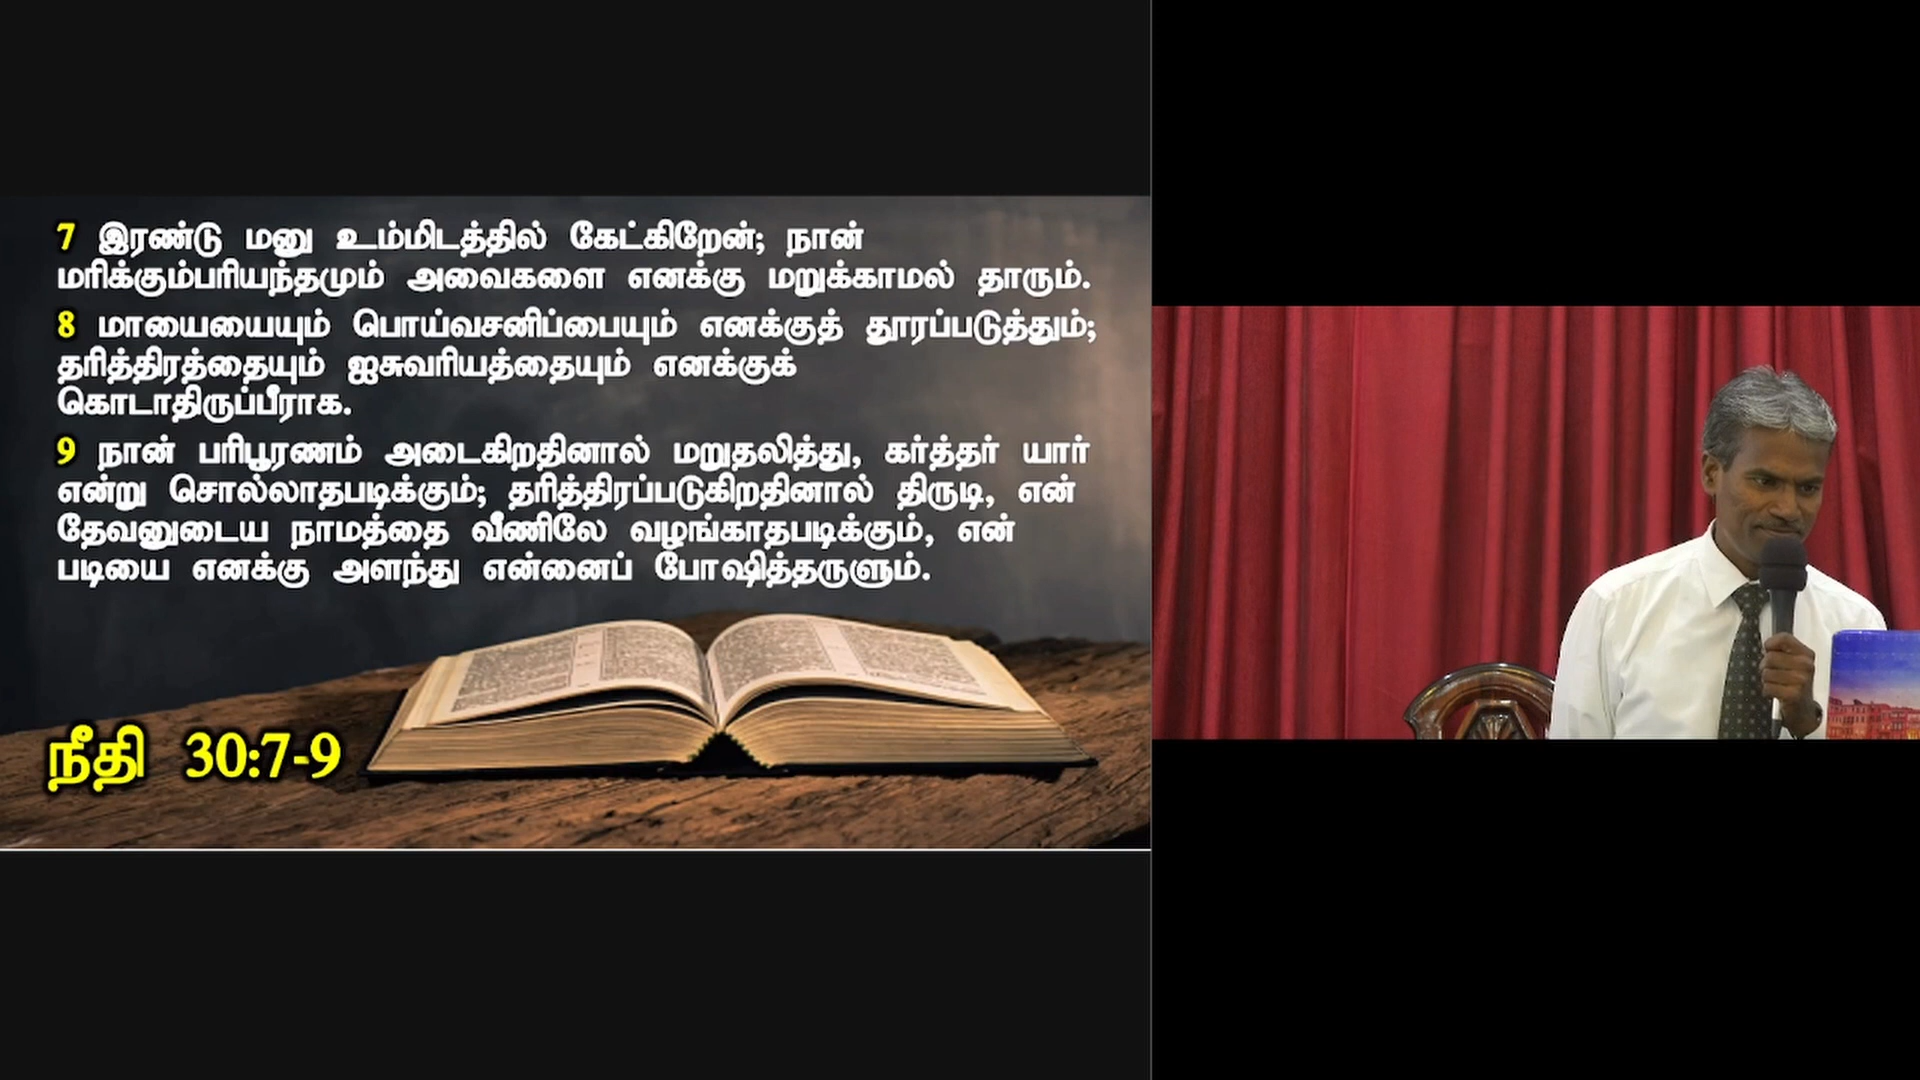 7 இரண்டு மனு உம்மிடத்தில் கேட்கிறேன்; நான்
மரிக்கும்பரியந்தமும் அவைகளை எனக்கு மறுக்காமல் தாரும்.
8 மாயையையும் பொய்வசனிப்பையும் எனக்குத் தூரப்படுத்தும்;
தரித்திரத்தையும் ஐசுவரியத்தையும் எனக்குக்
கொடாதிருப்பீராக.
9 நான் பரிபூரணம் அடைகிறதினால் மறுதலித்து, கர்த்தர் யார்
என்று சொல்லாதபடிக்கும்; தரித்திரப்படுகிறதினால் திருடி, என்
தேவனுடைய நாமத்தை வீணிலே வழங்காதபடிக்கும், என்
படியை எனக்கு அளந்து என்னைப் போஷித்தருளும்.
நீதி 30:7-9